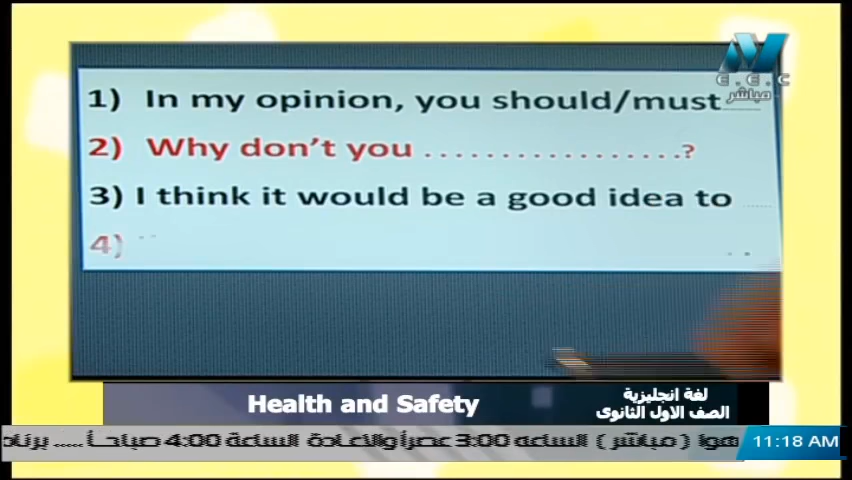 E.E.C
مباشر
1) In my opinion, you should/must......
2) Why don't you .................?
3) I think it would be a good idea to ......
4)
Health and Safety
لغة انجليزية
الصف الاول الثانوى
هوا ( مباشر ) الساعه 3:00 عصراً والاعادة الساعة 4:00 صباحاً ..... برنا
11:18 AM